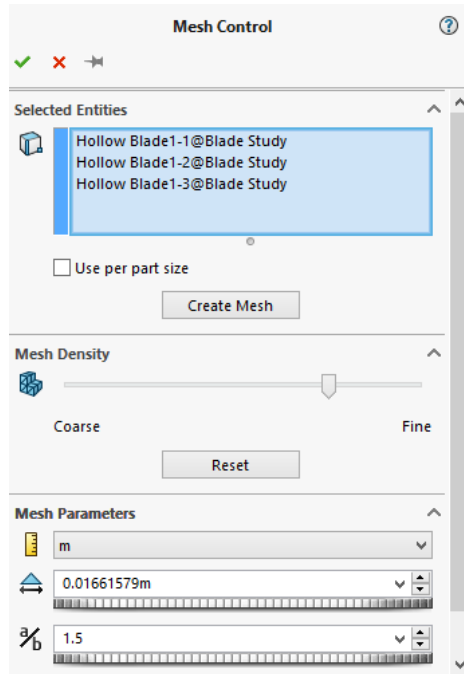 Mesh Control
?
Selected Entities
Hollow Blade1-1@Blade Study
Hollow Blade1-2@Blade Study
Hollow Blade1-3@Blade Study
Use per part size
Create Mesh
Mesh Density
Coarse Fine
Reset
Mesh Parameters
m
0.01661579m
a/b 1.5